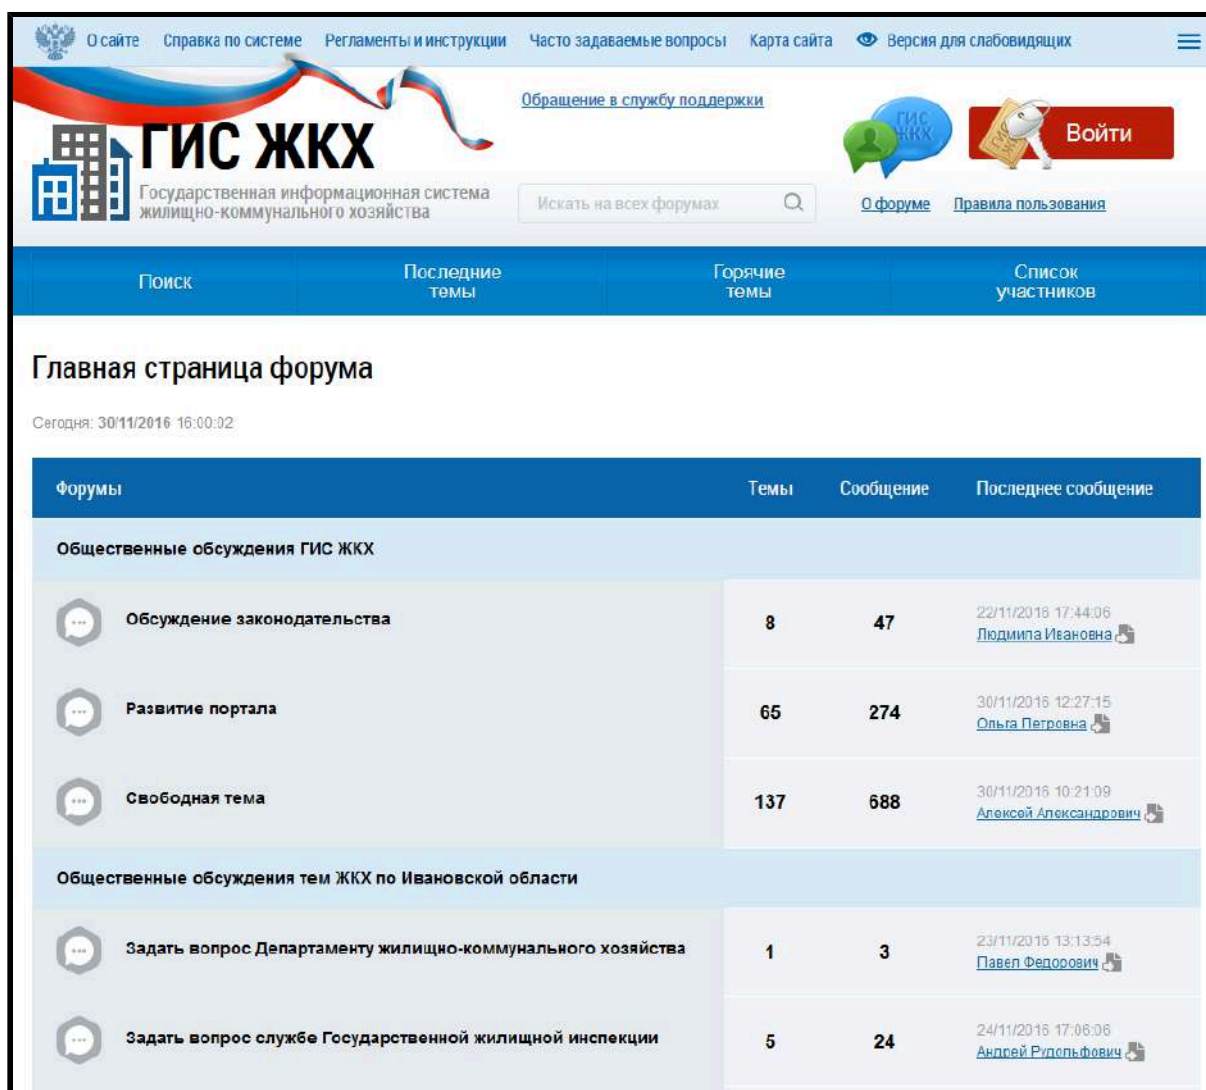 О сайте Справка по системе Регламенты и инструкции Часто задаваемые вопросы Карта сайта Версия для слабовидящих
Обращение в службу поддержки
ГИС ЖКХ
Войти
ГИС ЖКХ
Государственная информационная система
жилищно-коммунального хозяйства
Искать на всех форумах
О форуме Правила пользования
Поиск
Последние темы
Горячие темы
Список участников
Главная страница форума
Сегодня: 30/11/2016 16:00:02
Форумы Темы Сообщение Последнее сообщение
Общественные обсуждения ГИС ЖКХ
Обсуждение законодательства 8 47 22/11/2016 17:44:06
Людмила Ивановна
Развитие портала 65 274 30/11/2016 12:27:15
Ольга Петровна
Свободная тема 137 688 30/11/2016 10:21:09
Алексей Александрович
Общественные обсуждения тем ЖКХ по Ивановской области
Задать вопрос Департаменту жилищно-коммунального хозяйства 1 3 23/11/2016 13:13:54
Павел Федорович
Задать вопрос службе Государственной жилищной инспекции 5 24 24/11/2016 17:06:06
Андрей Рудольфович